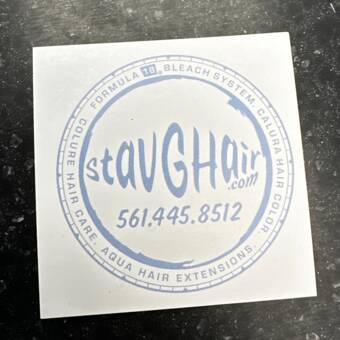 FORMULA 18. BLEACH SYSTEM. CALURA HAIR COLOR. AQUA HAIR EXTENSIONS. COLURE HAIR CARE.
stavGHair
.com
561.445.8512